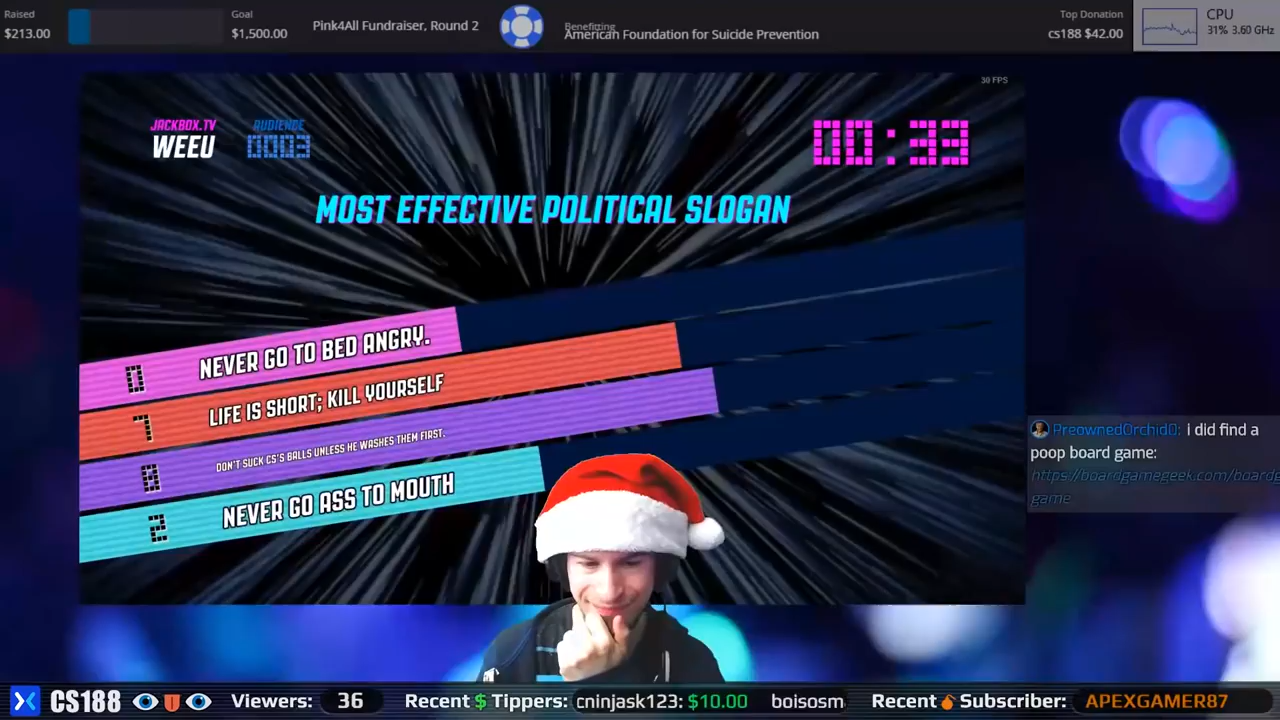 Raised
$213.00
Goal
$1,500.00
Pink4All Fundraiser, Round 2
Benefitting
American Foundation for Suicide Prevention
Top Donation
cs188 $42.00
CPU
31% 3.60 GHz
30 FPS
JACKBOX.TV
WEEU
AUDIENCE
0003
00:33
MOST EFFECTIVE POLITICAL SLOGAN
0 NEVER GO TO BED ANGRY.
7 LIFE IS SHORT; KILL YOURSELF
8 DON'T SUCK CS'S BALLS UNLESS HE WASHES THEM FIRST.
2 NEVER GO ASS TO MOUTH
PreownedOrchid0: i did find a
poop board game:
https://boardgamegeek.com/boardg
game
CS188
Viewers: 36
Recent $ Tippers: cninjask123: $10.00 boisosm
Recent Subscriber: APEXGAMER87